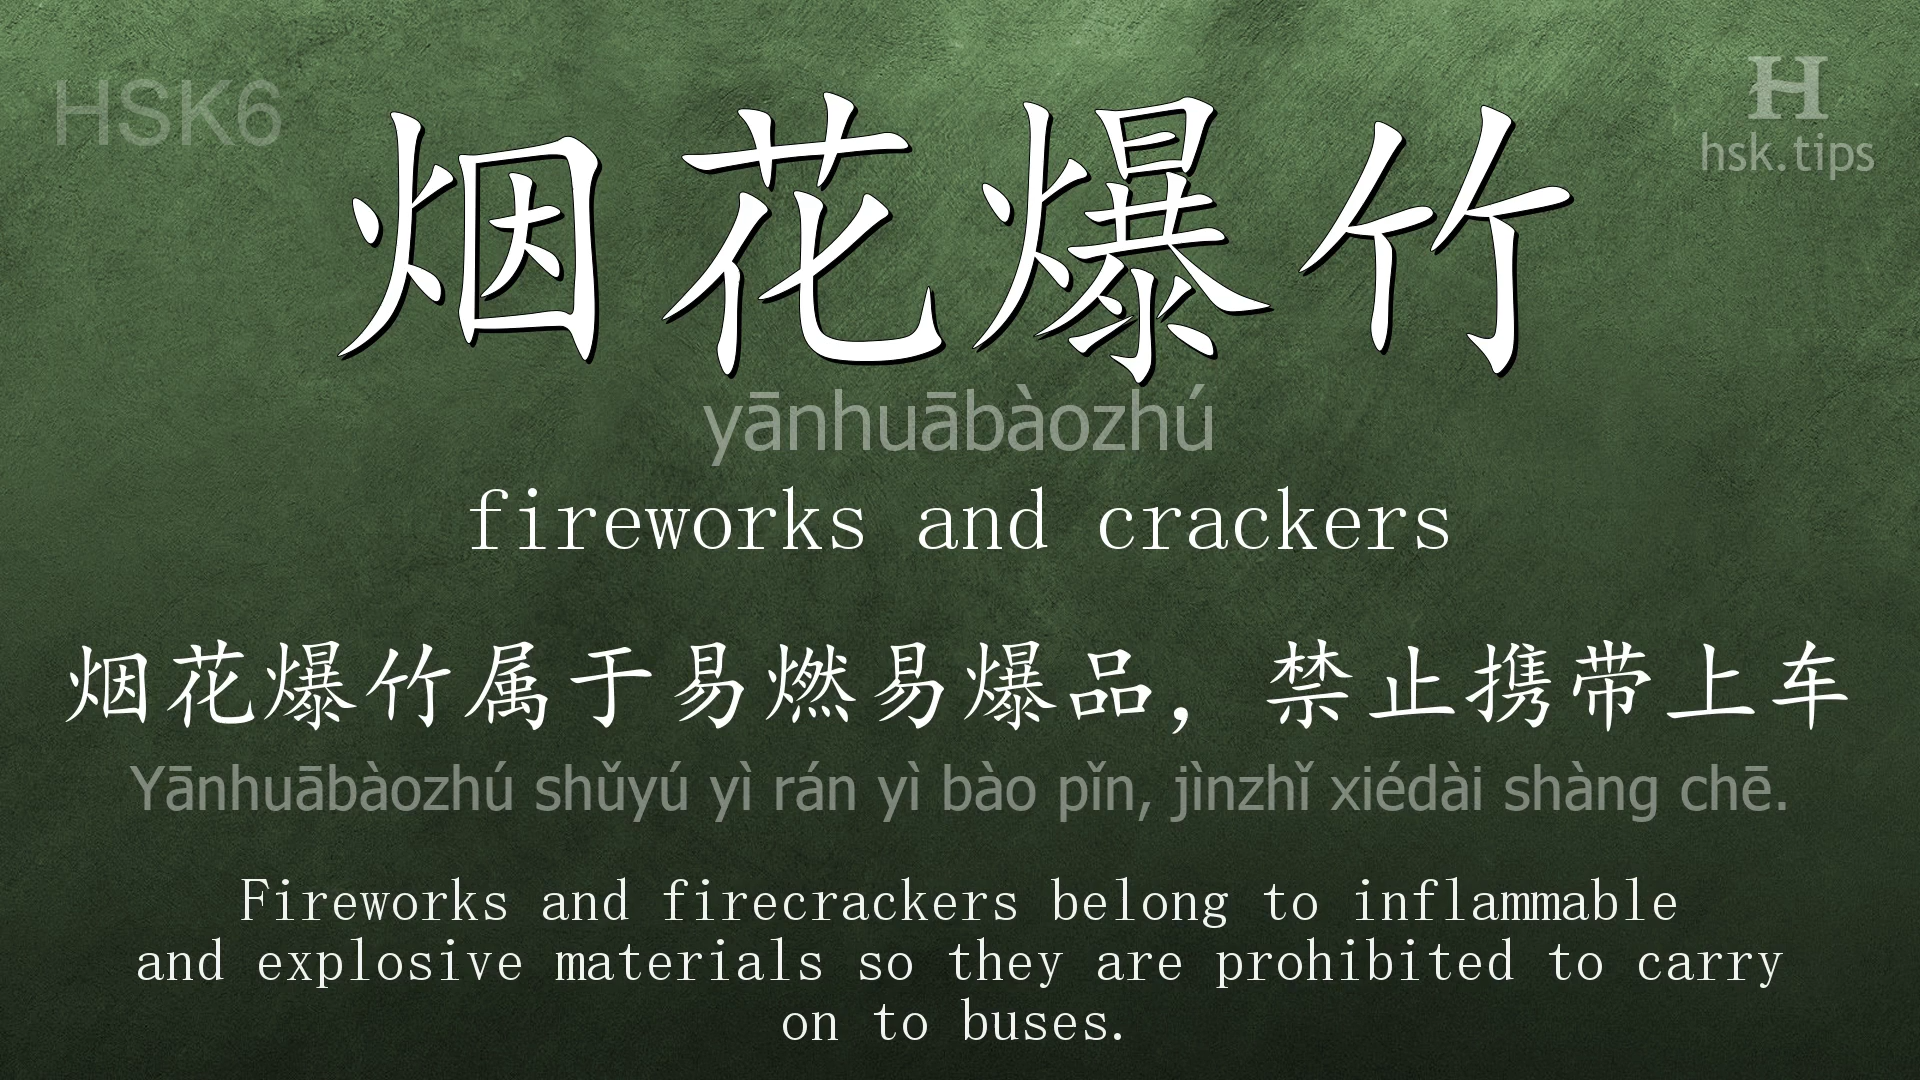 HSK6
H
hsk.tips
烟花爆竹
yānhuābàozhú
fireworks and crackers
烟花爆竹属于易燃易爆品，禁止携带上车
Yānhuābàozhú shǔyú yì rán yì bào pǐn, jìnzhǐ xiédài shàng chē.
Fireworks and firecrackers belong to inflammable
and explosive materials so they are prohibited to carry
on to buses.